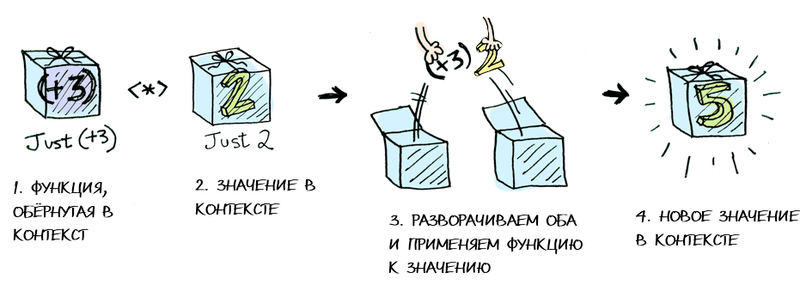 (+3)
<*>
2
(+3) 2
5
Just (+3)
Just 2
1. ФУНКЦИЯ,
ОБЁРНУТАЯ В
КОНТЕКСТ
2. ЗНАЧЕНИЕ В
КОНТЕКСТЕ
3. РАЗВОРАЧИВАЕМ ОБА
И ПРИМЕНЯЕМ ФУНКЦИЮ
К ЗНАЧЕНИЮ
4. НОВОЕ ЗНАЧЕНИЕ
В КОНТЕКСТЕ